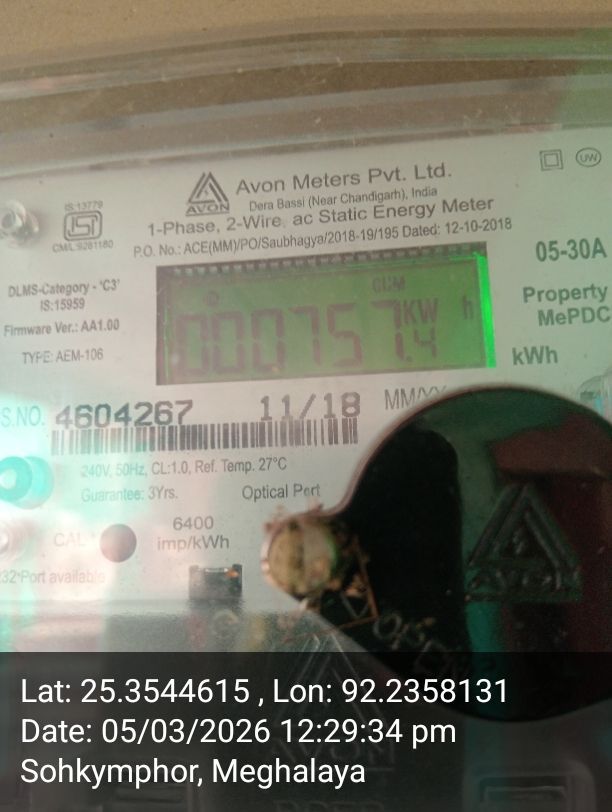 Avon Meters Pvt. Ltd.
AVON
Dera Bassi (Near Chandigarh), India
1-Phase, 2-Wire, ac Static Energy Meter
P.O. No.: ACE(MM)/PO/Saubhagya/2018-19/195 Dated: 12-10-2018
UW
IS:13779
CM/L:9281180
05-30A
DLMS-Category - 'C3'
IS:15959
Firmware Ver.: AA1.00
TYPE: AEM-106
CUM
000757.4 KW h
Property
MePDC
kWh
S.NO. 4604267 11/18 MM/YY
240V, 50Hz, CL:1.0, Ref. Temp. 27°C
Guarantee: 3Yrs. Optical Port
6400
imp/kWh
CAL
Port available
AVON
Lat: 25.3544615 , Lon: 92.2358131
Date: 05/03/2026 12:29:34 pm
Sohkymphor, Meghalaya